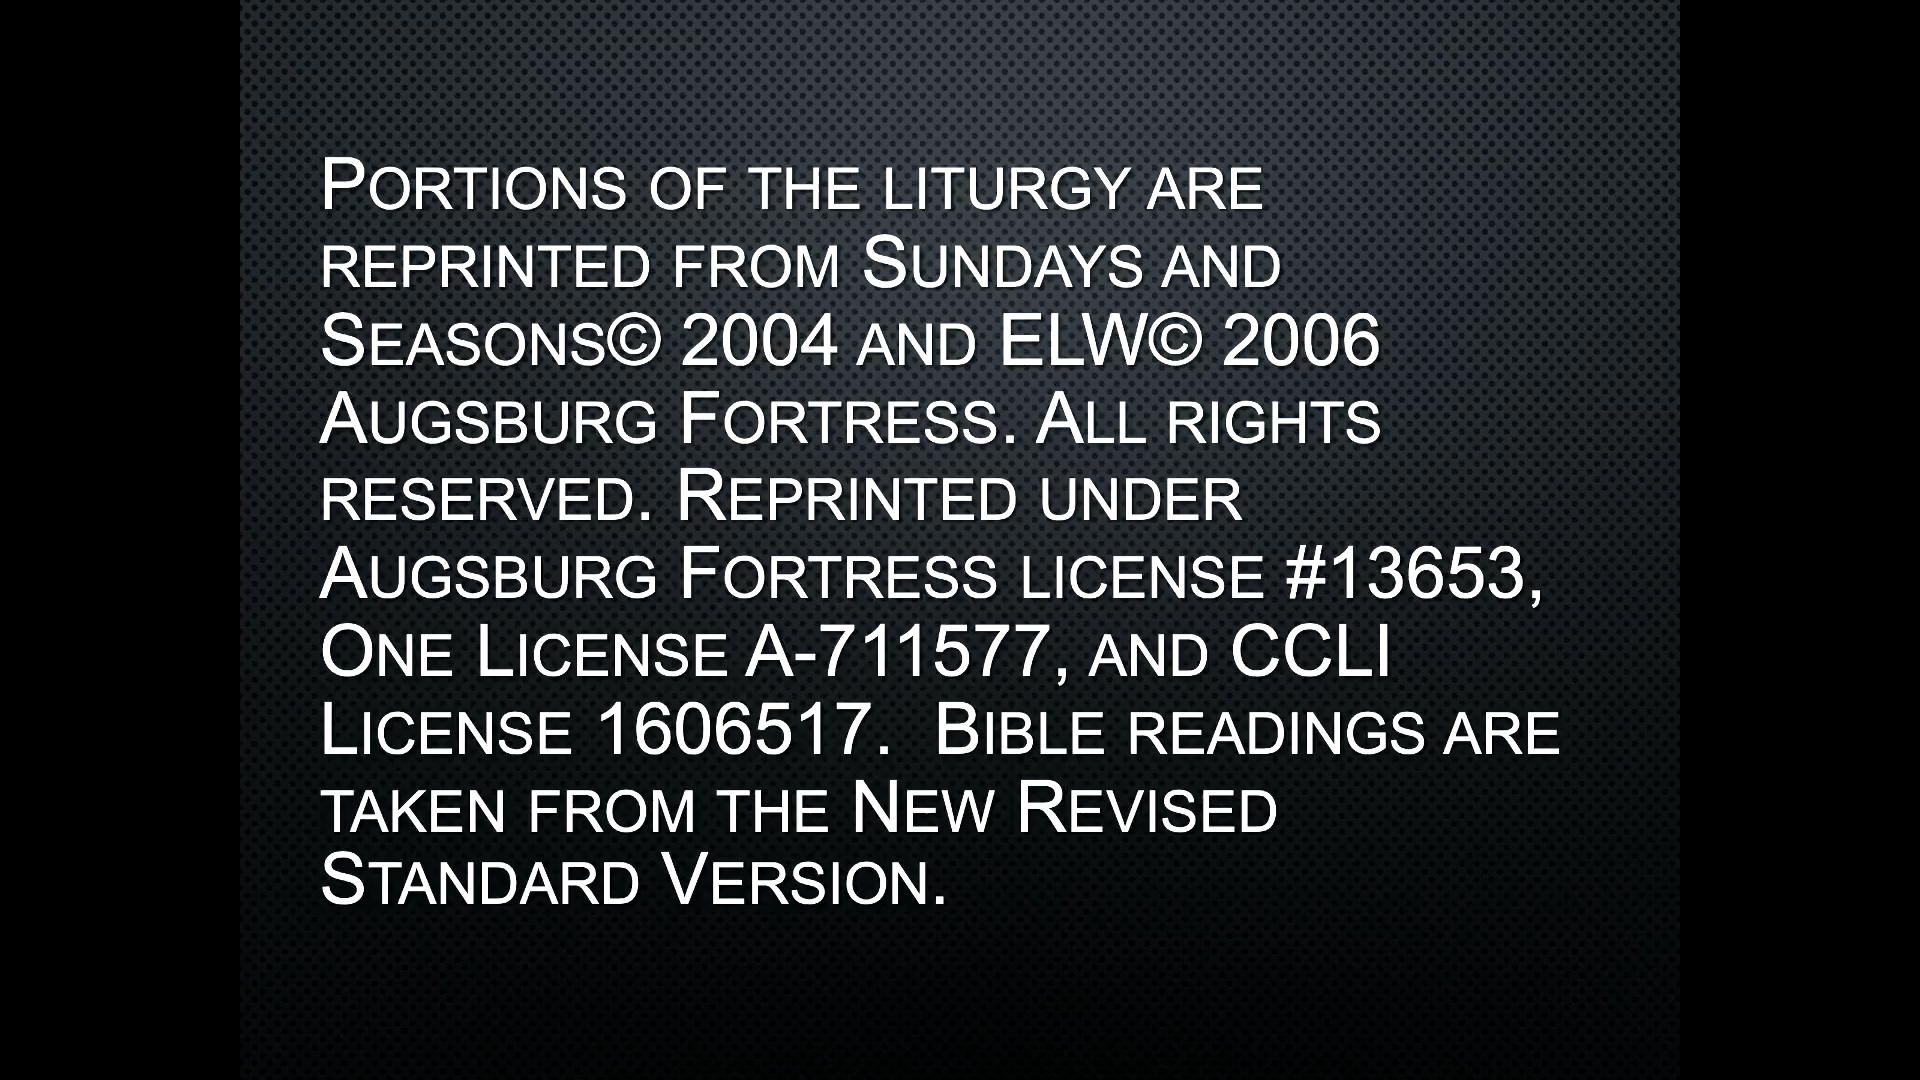 Portions of the liturgy are
reprinted from Sundays and
Seasons© 2004 and ELW© 2006
Augsburg Fortress. All rights
reserved. Reprinted under
Augsburg Fortress license #13653,
One License A-711577, and CCLI
License 1606517.  Bible readings are
taken from the New Revised
Standard Version.